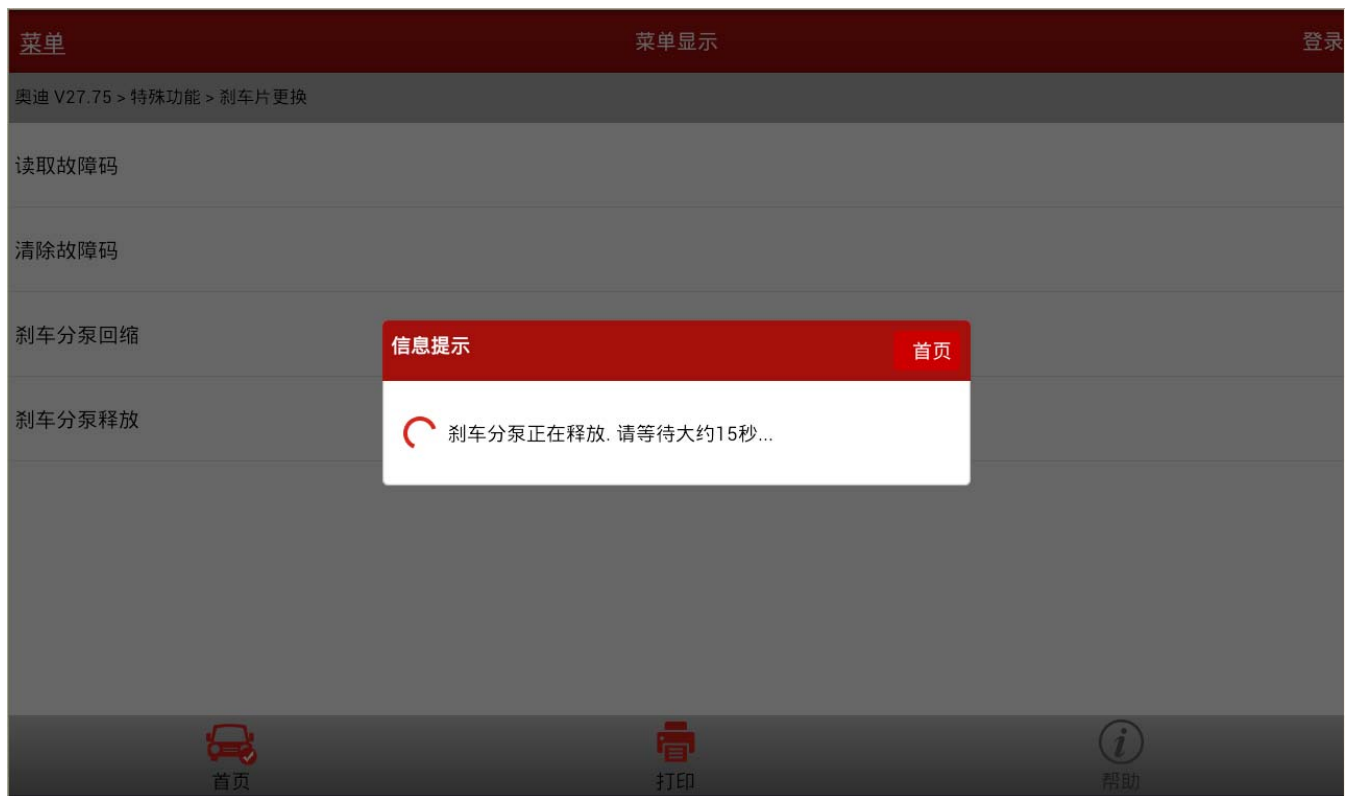 菜单 菜单显示 登录
奥迪 V27.75 > 特殊功能 > 刹车片更换
读取故障码
清除故障码
刹车分泵回缩
信息提示 首页
刹车分泵释放
刹车分泵正在释放. 请等待大约15秒...
首页 打印 帮助